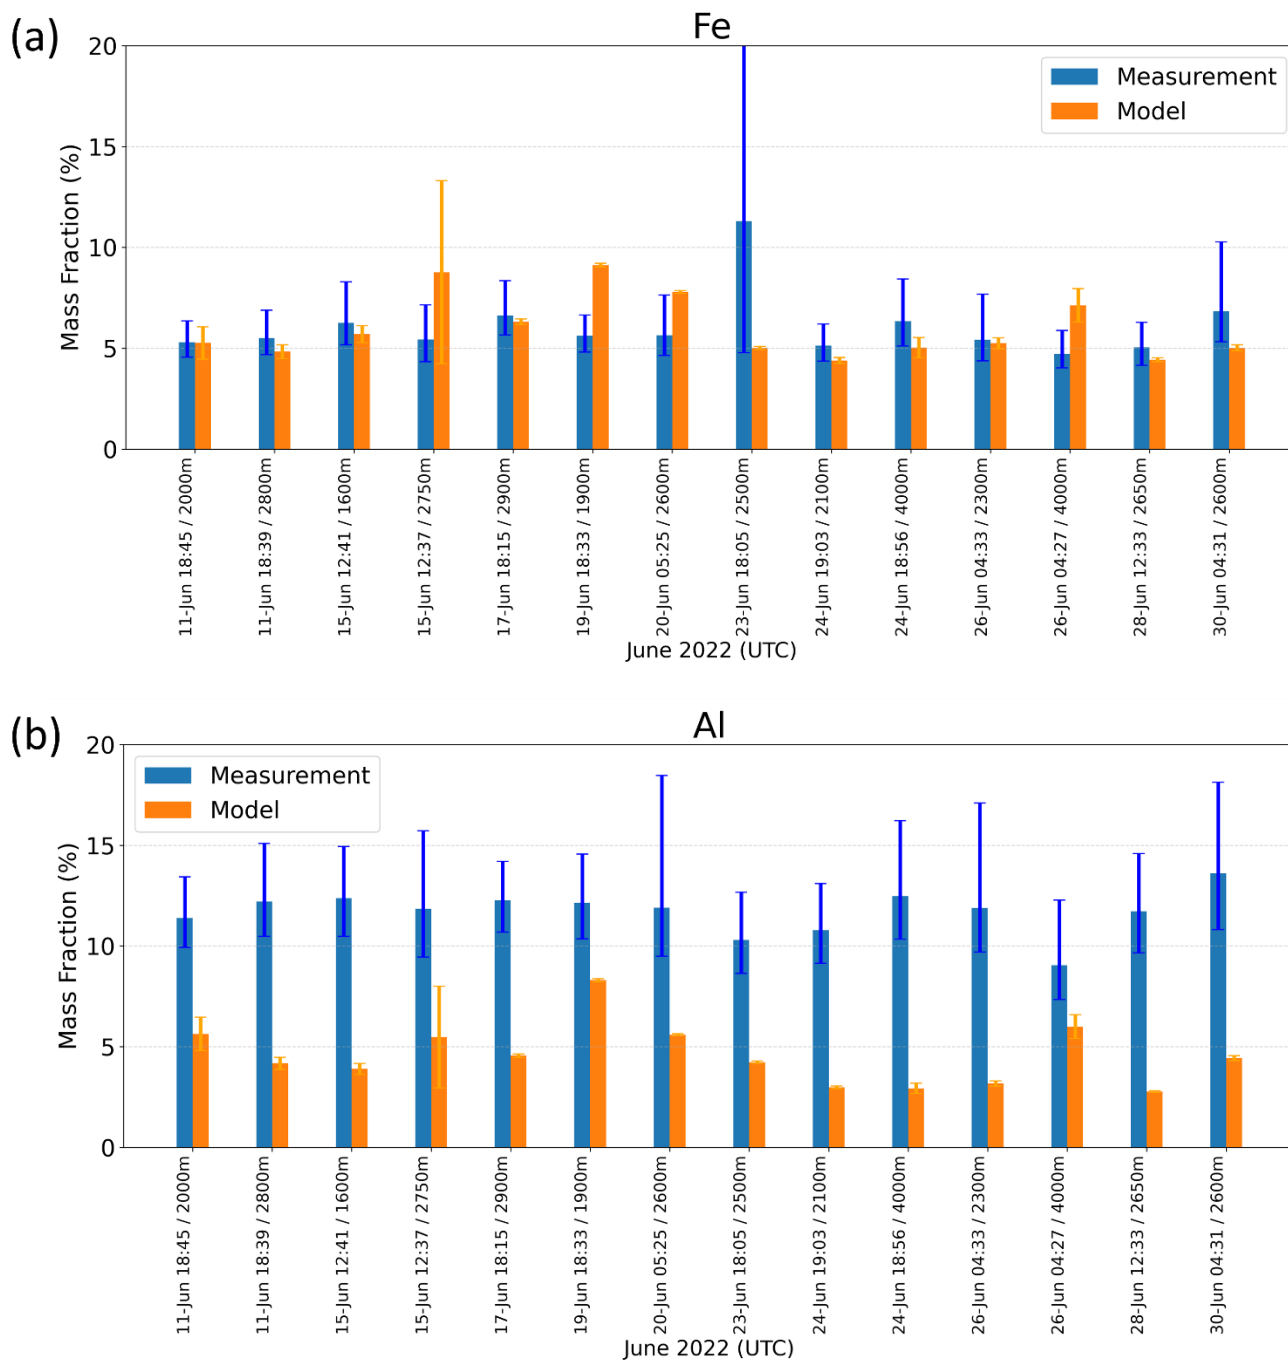 (a)
Fe
20
15
10
5
0
Mass Fraction (%)
Measurement
Model
11-Jun 18:45 / 2000m
11-Jun 18:39 / 2800m
15-Jun 12:41 / 1600m
15-Jun 12:37 / 2750m
17-Jun 18:15 / 2900m
19-Jun 18:33 / 1900m
20-Jun 05:25 / 2600m
23-Jun 18:05 / 2500m
24-Jun 19:03 / 2100m
24-Jun 18:56 / 4000m
26-Jun 04:33 / 2300m
26-Jun 04:27 / 4000m
28-Jun 12:33 / 2650m
30-Jun 04:31 / 2600m
June 2022 (UTC)
(b)
Al
20
15
10
5
0
Mass Fraction (%)
Measurement
Model
11-Jun 18:45 / 2000m
11-Jun 18:39 / 2800m
15-Jun 12:41 / 1600m
15-Jun 12:37 / 2750m
17-Jun 18:15 / 2900m
19-Jun 18:33 / 1900m
20-Jun 05:25 / 2600m
23-Jun 18:05 / 2500m
24-Jun 19:03 / 2100m
24-Jun 18:56 / 4000m
26-Jun 04:33 / 2300m
26-Jun 04:27 / 4000m
28-Jun 12:33 / 2650m
30-Jun 04:31 / 2600m
June 2022 (UTC)